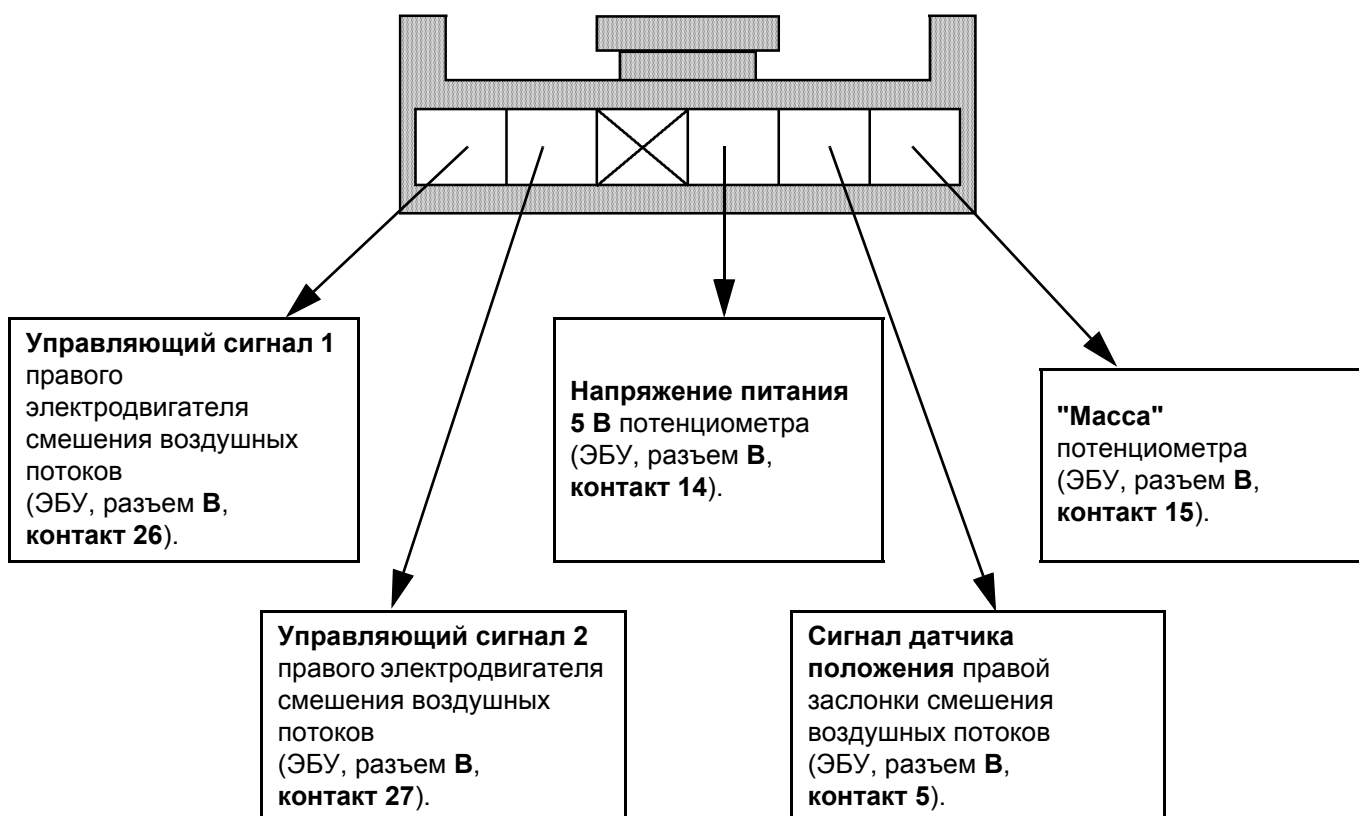 Управляющий сигнал 1
правого
электродвигателя
смешения воздушных
потоков
(ЭБУ, разъем В,
контакт 26).
Напряжение питания
5 В потенциометра
(ЭБУ, разъем В,
контакт 14).
"Масса"
потенциометра
(ЭБУ, разъем В,
контакт 15).
Управляющий сигнал 2
правого электродвигателя
смешения воздушных
потоков
(ЭБУ, разъем В,
контакт 27).
Сигнал датчика
положения правой
заслонки смешения
воздушных потоков
(ЭБУ, разъем В,
контакт 5).